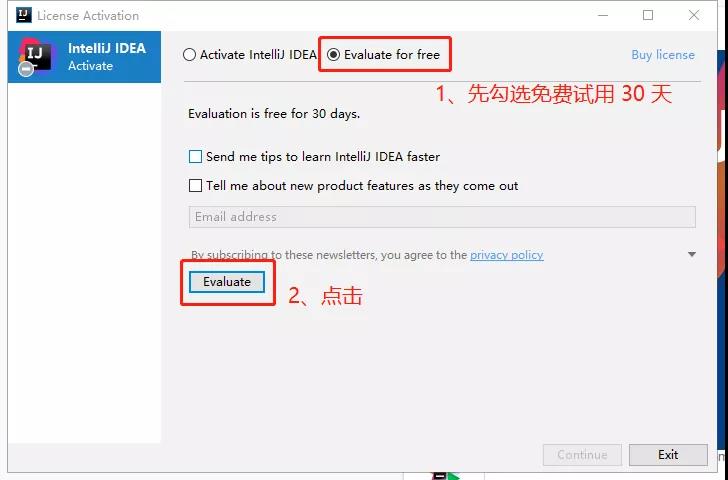 License Activation
IntelliJ IDEA
Activate
Activate IntelliJ IDEA
Evaluate for free
Buy license
1、先勾选免费试用 30 天
Evaluation is free for 30 days.
Send me tips to learn IntelliJ IDEA faster
Tell me about new product features as they come out
Email address
By subscribing to these newsletters, you agree to the privacy policy
Evaluate
2、点击
Continue
Exit